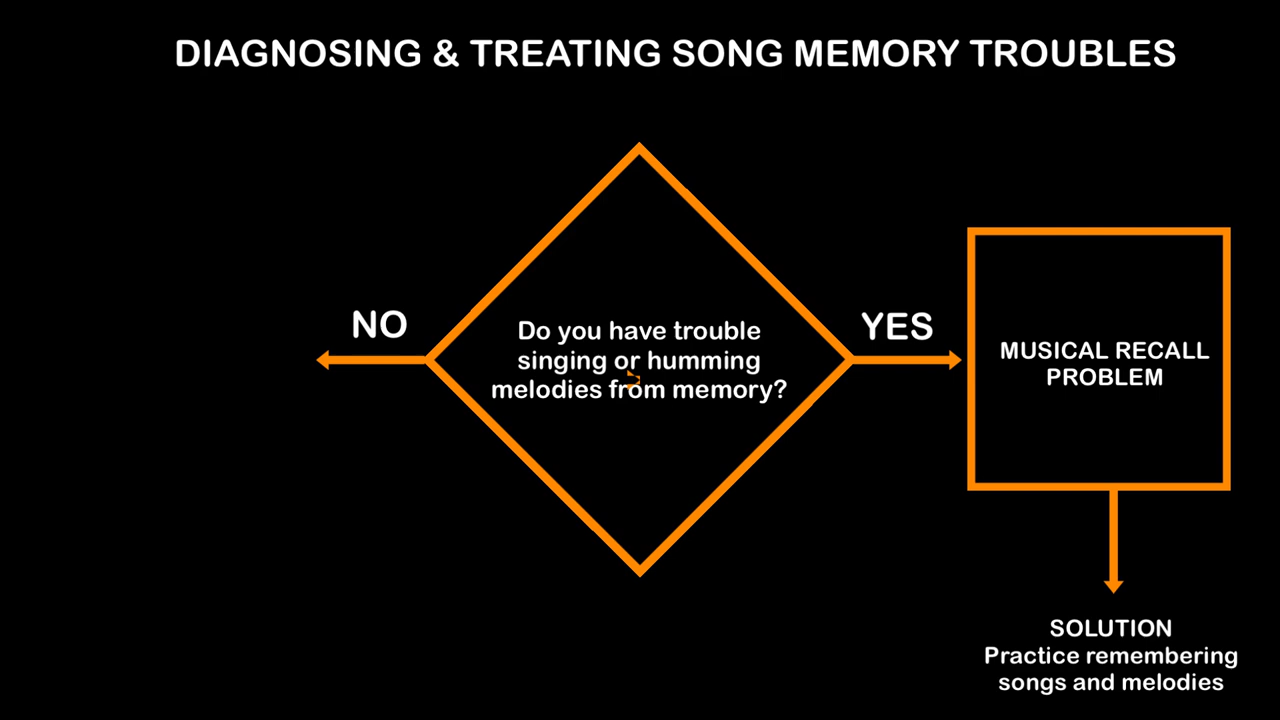 DIAGNOSING & TREATING SONG MEMORY TROUBLES
NO
Do you have trouble
singing or humming
melodies from memory?
YES
MUSICAL RECALL
PROBLEM
SOLUTION
Practice remembering
songs and melodies